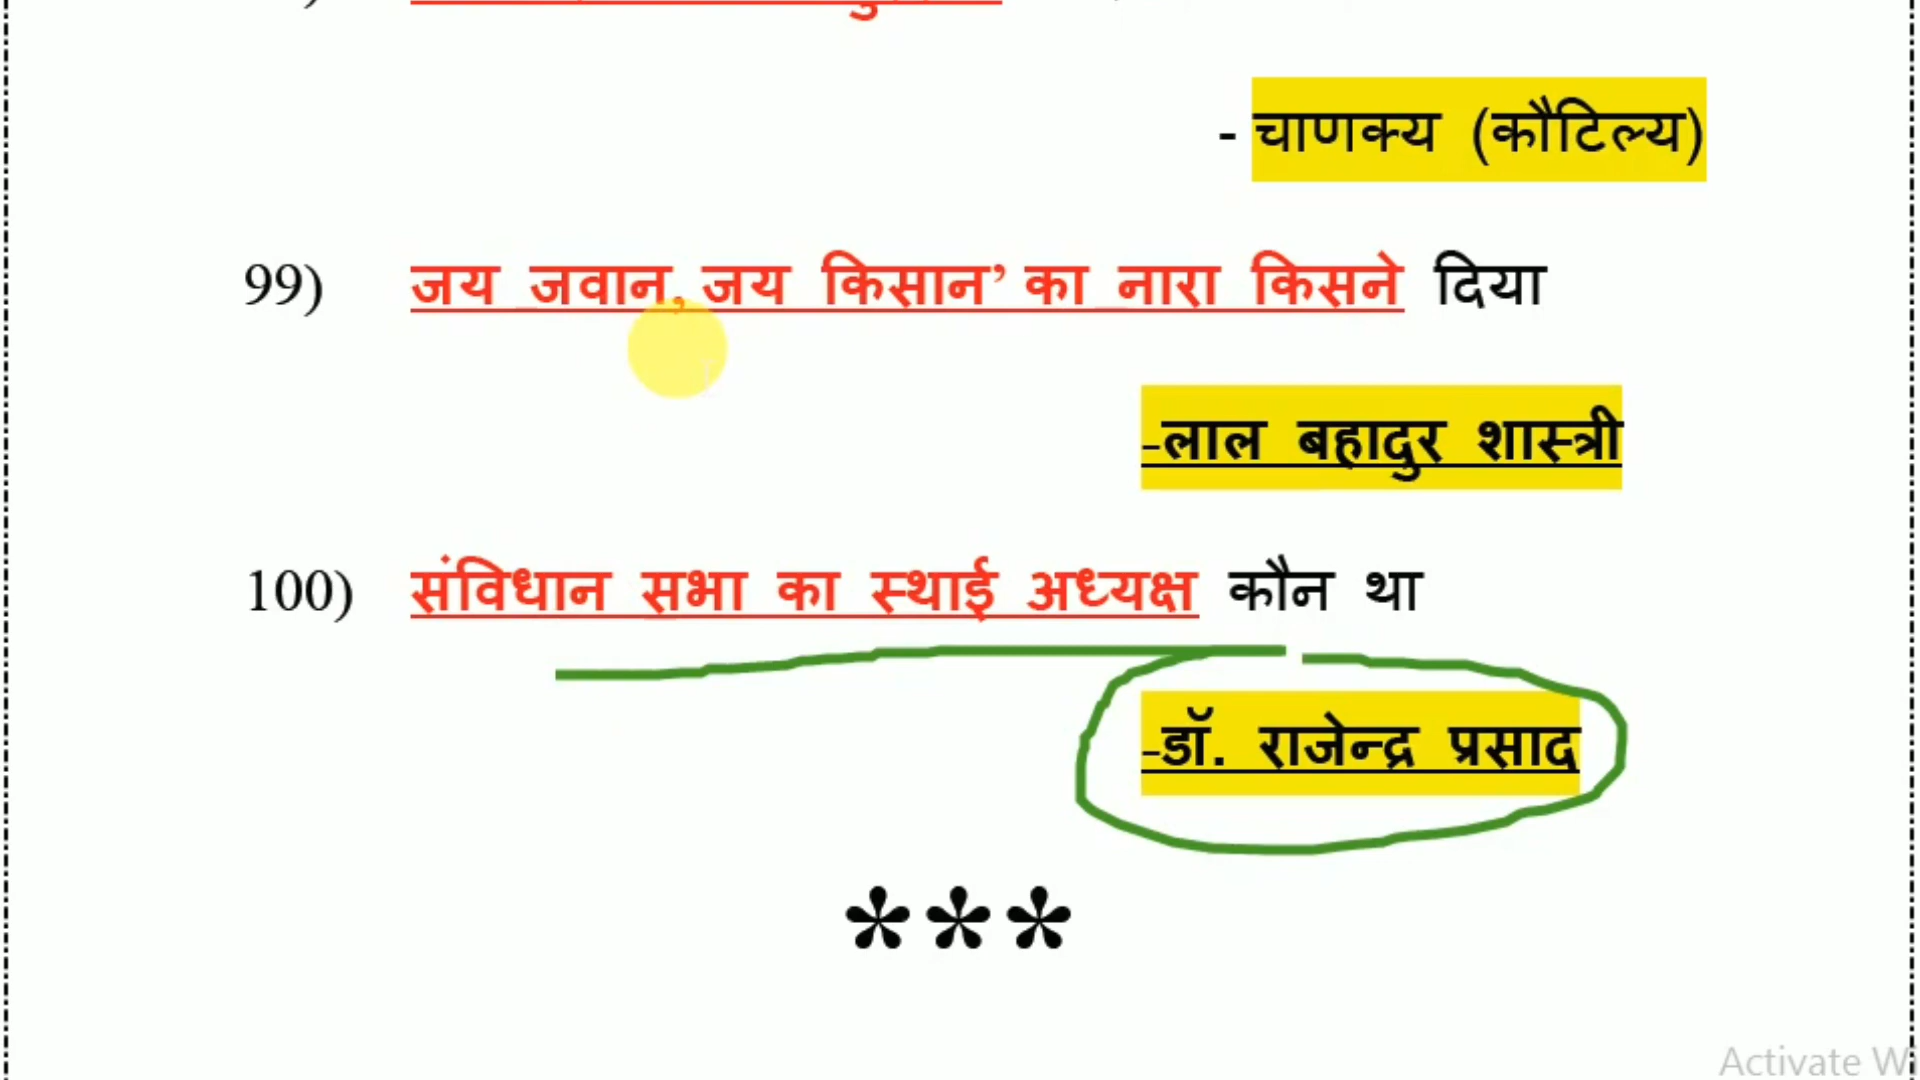 - चाणक्य (कौटिल्य)
99) जय जवान, जय किसान’ का नारा किसने दिया
-लाल बहादुर शास्त्री
100) संविधान सभा का स्थाई अध्यक्ष कौन था
-डॉ. राजेन्द्र प्रसाद
***
Activate W